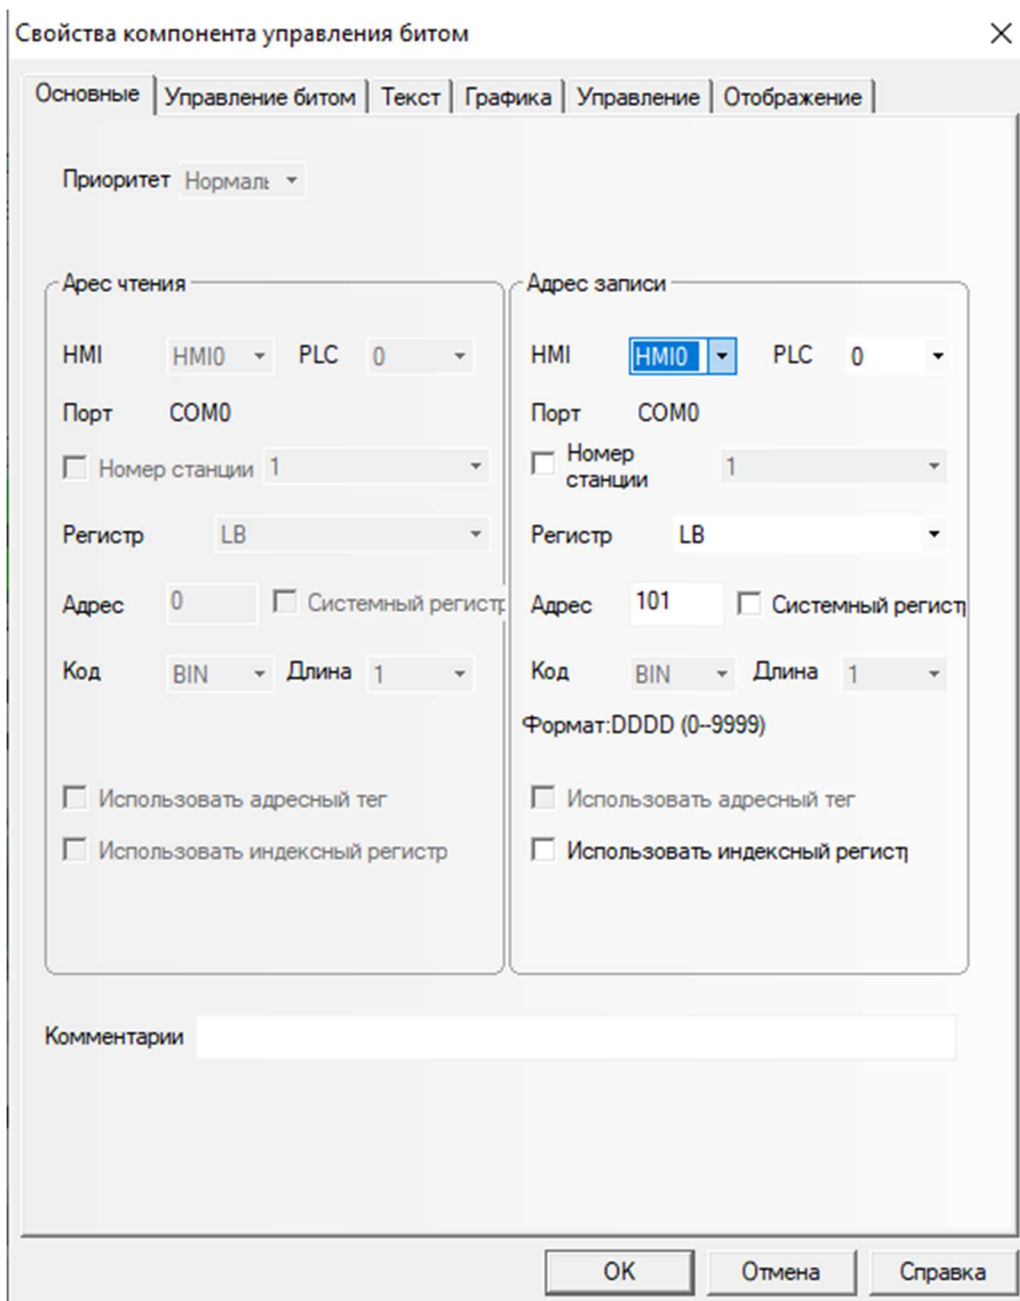 Свойства компонента управления битом
Основные Управление битом Текст Графика Управление Отображение
Приоритет Нормаль
Арес чтения
HMI HMI0 PLC 0
Порт COM0
Номер станции 1
Регистр LB
Адрес 0 Системный регистр
Код BIN Длина 1
Использовать адресный тег
Использовать индексный регистр
Адрес записи
HMI HMI0 PLC 0
Порт COM0
Номер
станции 1
Регистр LB
Адрес 101 Системный регистр
Код BIN Длина 1
Формат:DDDD (0--9999)
Использовать адресный тег
Использовать индексный регистр
Комментарии
OK Отмена Справка